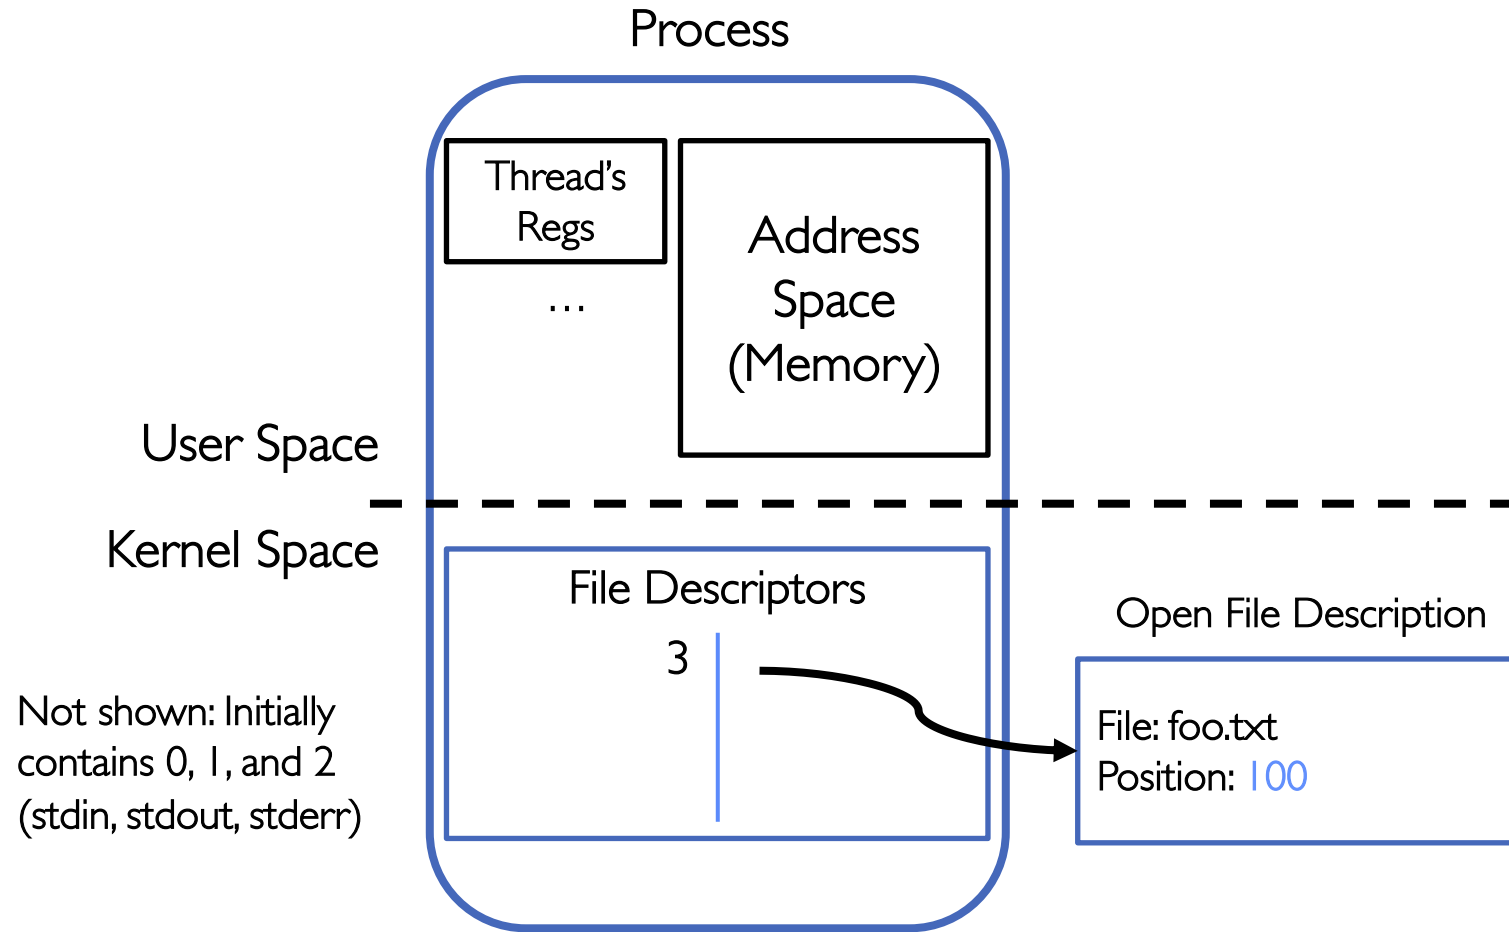 Process
Thread's
Regs
...
Address
Space
(Memory)
User Space
Kernel Space
File Descriptors
3
Open File Description
File: foo.txt
Position: 100
Not shown: Initially
contains 0, 1, and 2
(stdin, stdout, stderr)